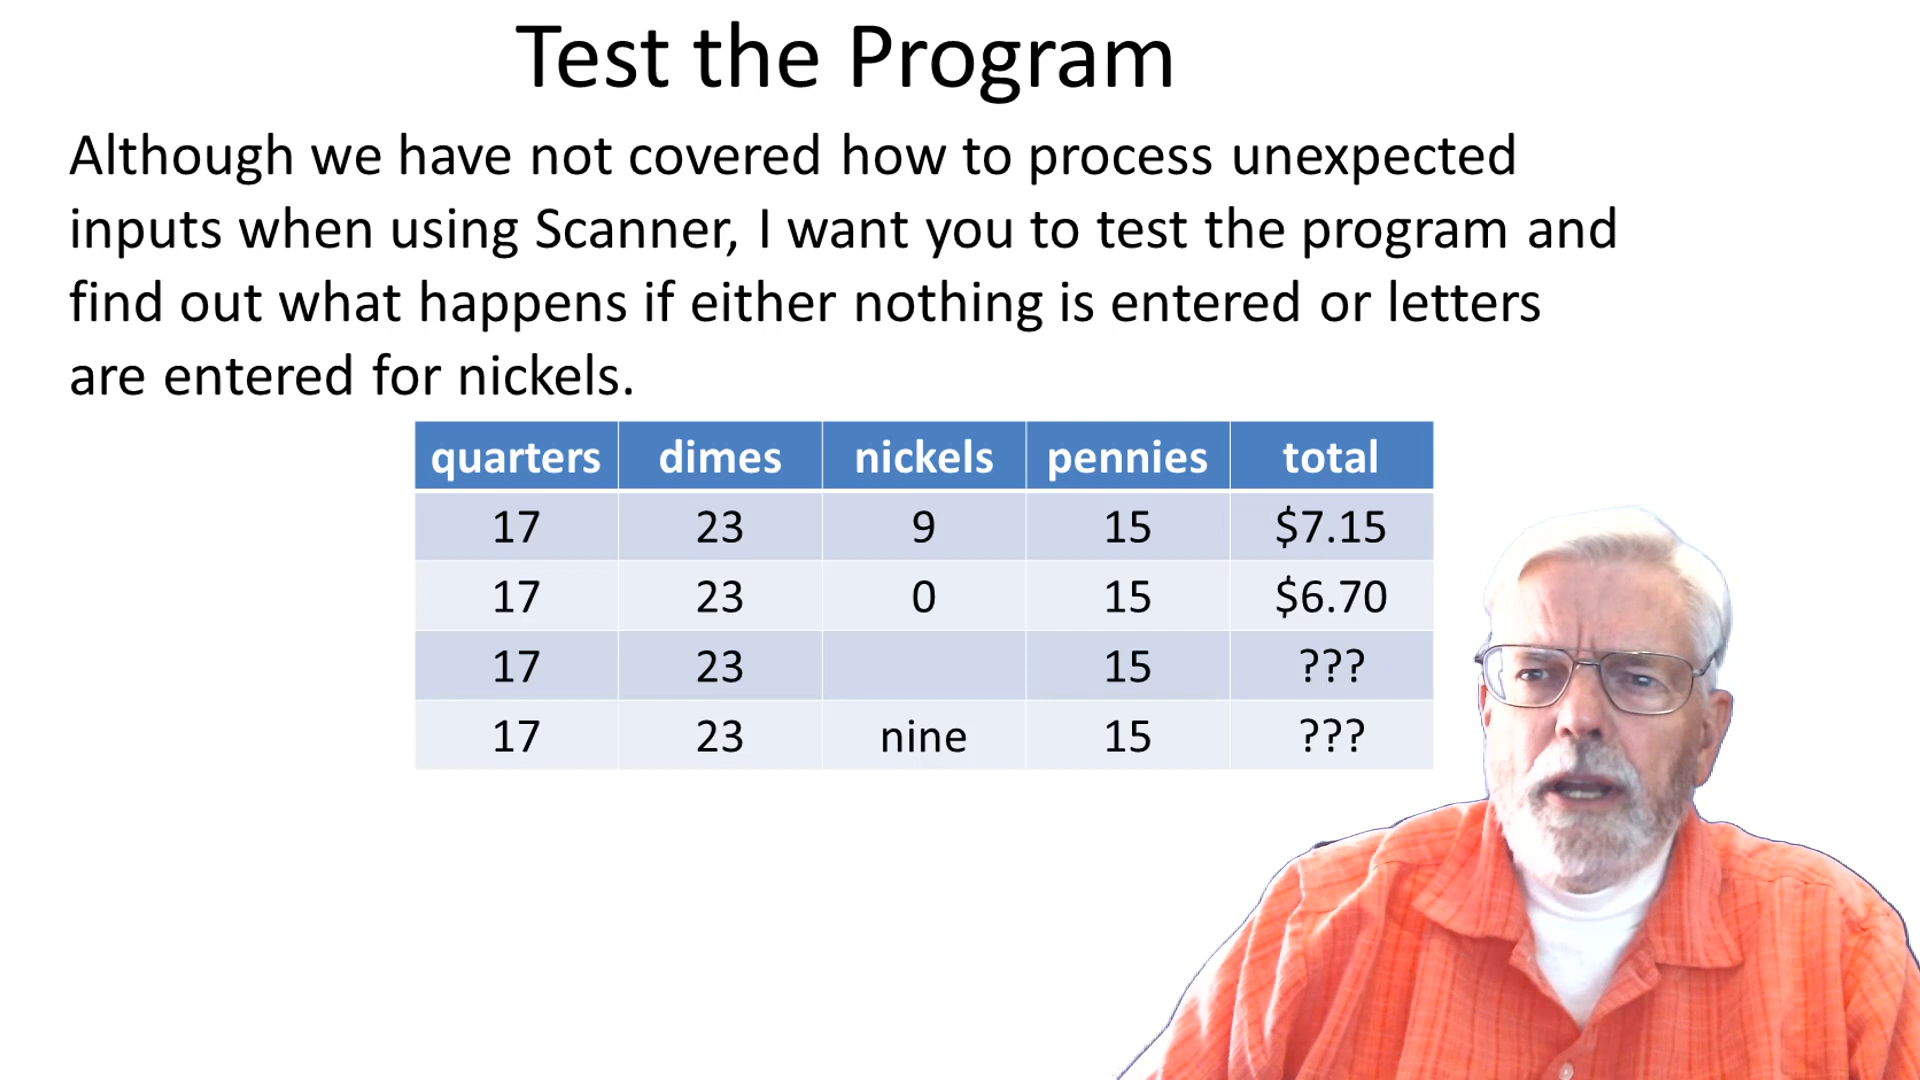 Test the Program
Although we have not covered how to process unexpected
inputs when using Scanner, I want you to test the program and
find out what happens if either nothing is entered or letters
are entered for nickels.
quarters dimes nickels pennies total
17 23 9 15 $7.15
17 23 0 15 $6.70
17 23 15 ???
17 23 nine 15 ???